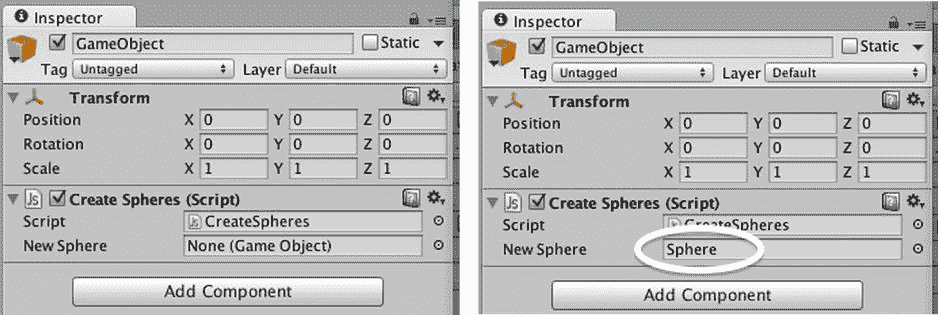 Inspector
GameObject Static
Tag Untagged Layer Default
Transform
Position X 0 Y 0 Z 0
Rotation X 0 Y 0 Z 0
Scale X 1 Y 1 Z 1
Js Create Spheres (Script)
Script Js CreateSpheres
New Sphere None (Game Object)
Add Component
Inspector
GameObject Static
Tag Untagged Layer Default
Transform
Position X 0 Y 0 Z 0
Rotation X 0 Y 0 Z 0
Scale X 1 Y 1 Z 1
Js Create Spheres (Script)
Script CreateSpheres
New Sphere Sphere
Add Component